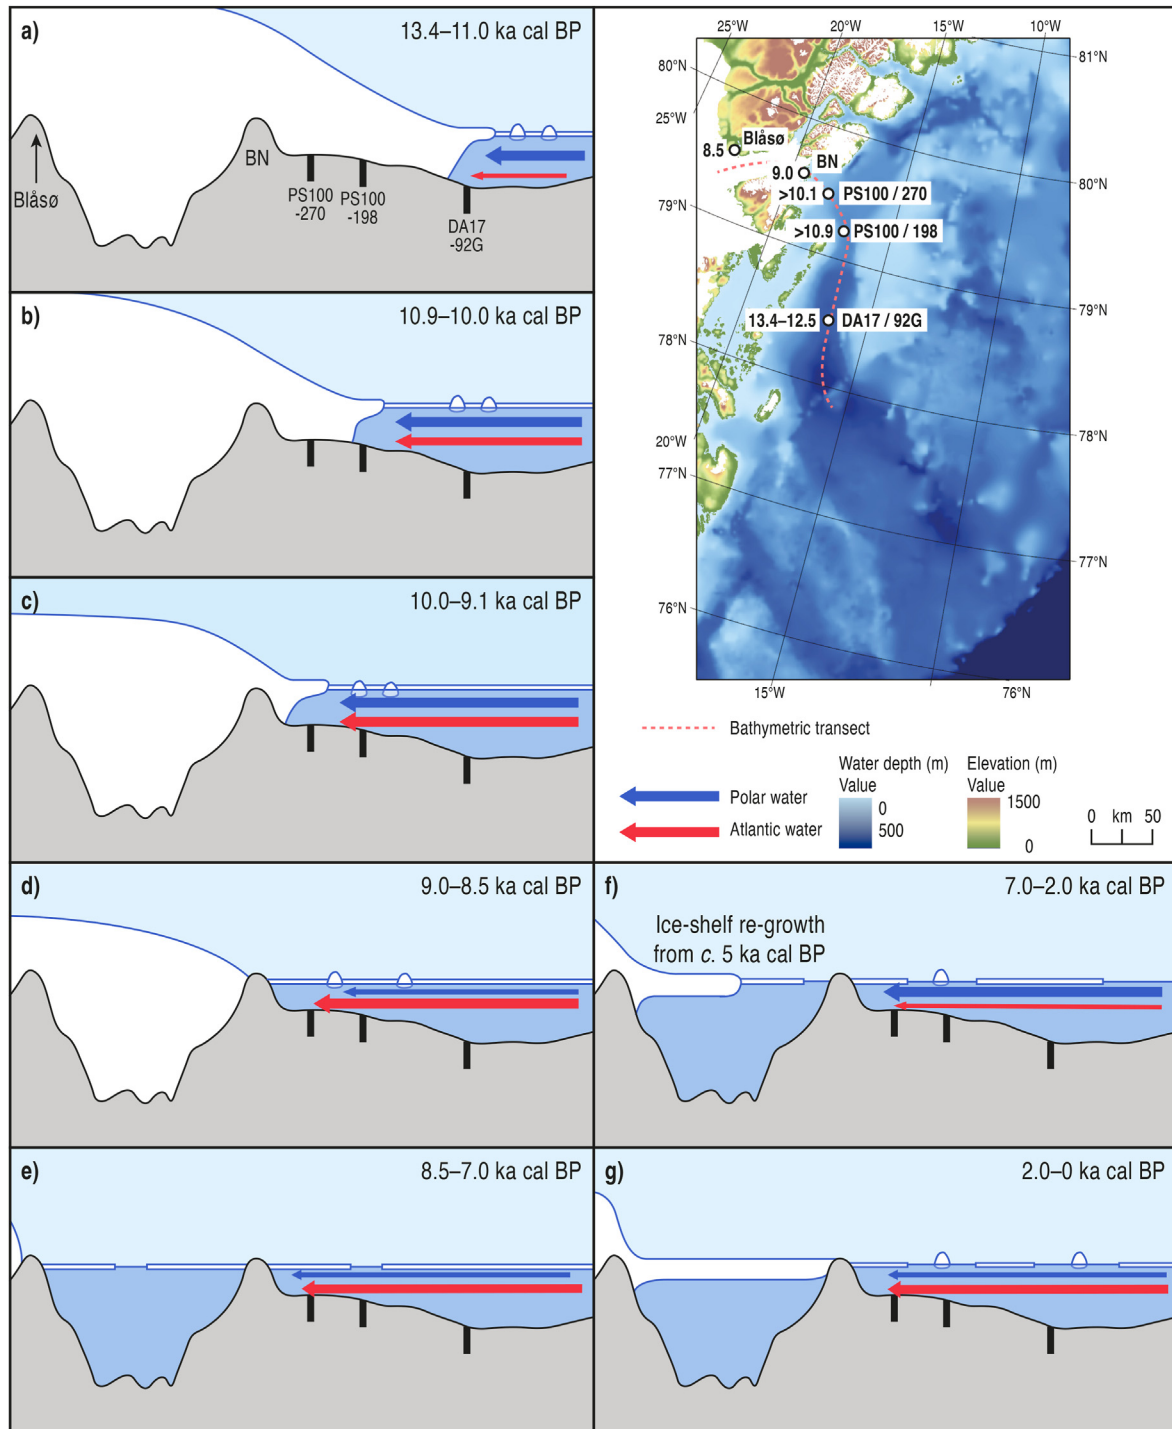 a)
13.4–11.0 ka cal BP
Blåsø
BN
PS100
-270
PS100
-198
DA17
-92G
b)
10.9–10.0 ka cal BP
c)
10.0–9.1 ka cal BP
d)
9.0–8.5 ka cal BP
e)
8.5–7.0 ka cal BP
25°W
20°W
15°W
10°W
80°N
25°W
79°N
78°N
20°W
77°N
76°N
81°N
80°N
79°N
78°N
77°N
15°W
76°N
8.5
Blåsø
9.0
BN
>10.1
PS100 / 270
>10.9
PS100 / 198
13.4–12.5
DA17 / 92G
Bathymetric transect
Polar water
Atlantic water
Water depth (m)
Value
0
500
Elevation (m)
Value
1500
0
0 km 50
f)
7.0–2.0 ka cal BP
Ice-shelf re-growth
from c. 5 ka cal BP
g)
2.0–0 ka cal BP